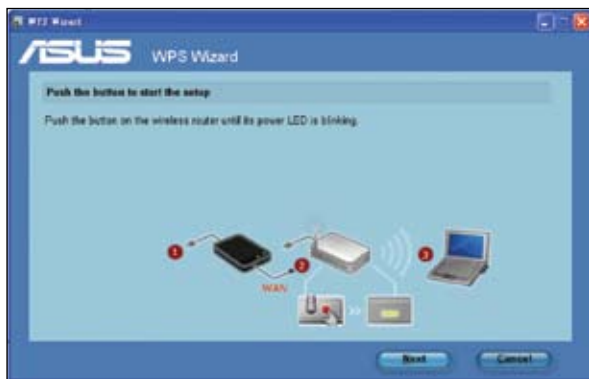 WPS Wizard
ASUS WPS Wizard
Push the button to start the setup
Push the button on the wireless router until its power LED is blinking.
1
2
3
WAN
Next
Cancel